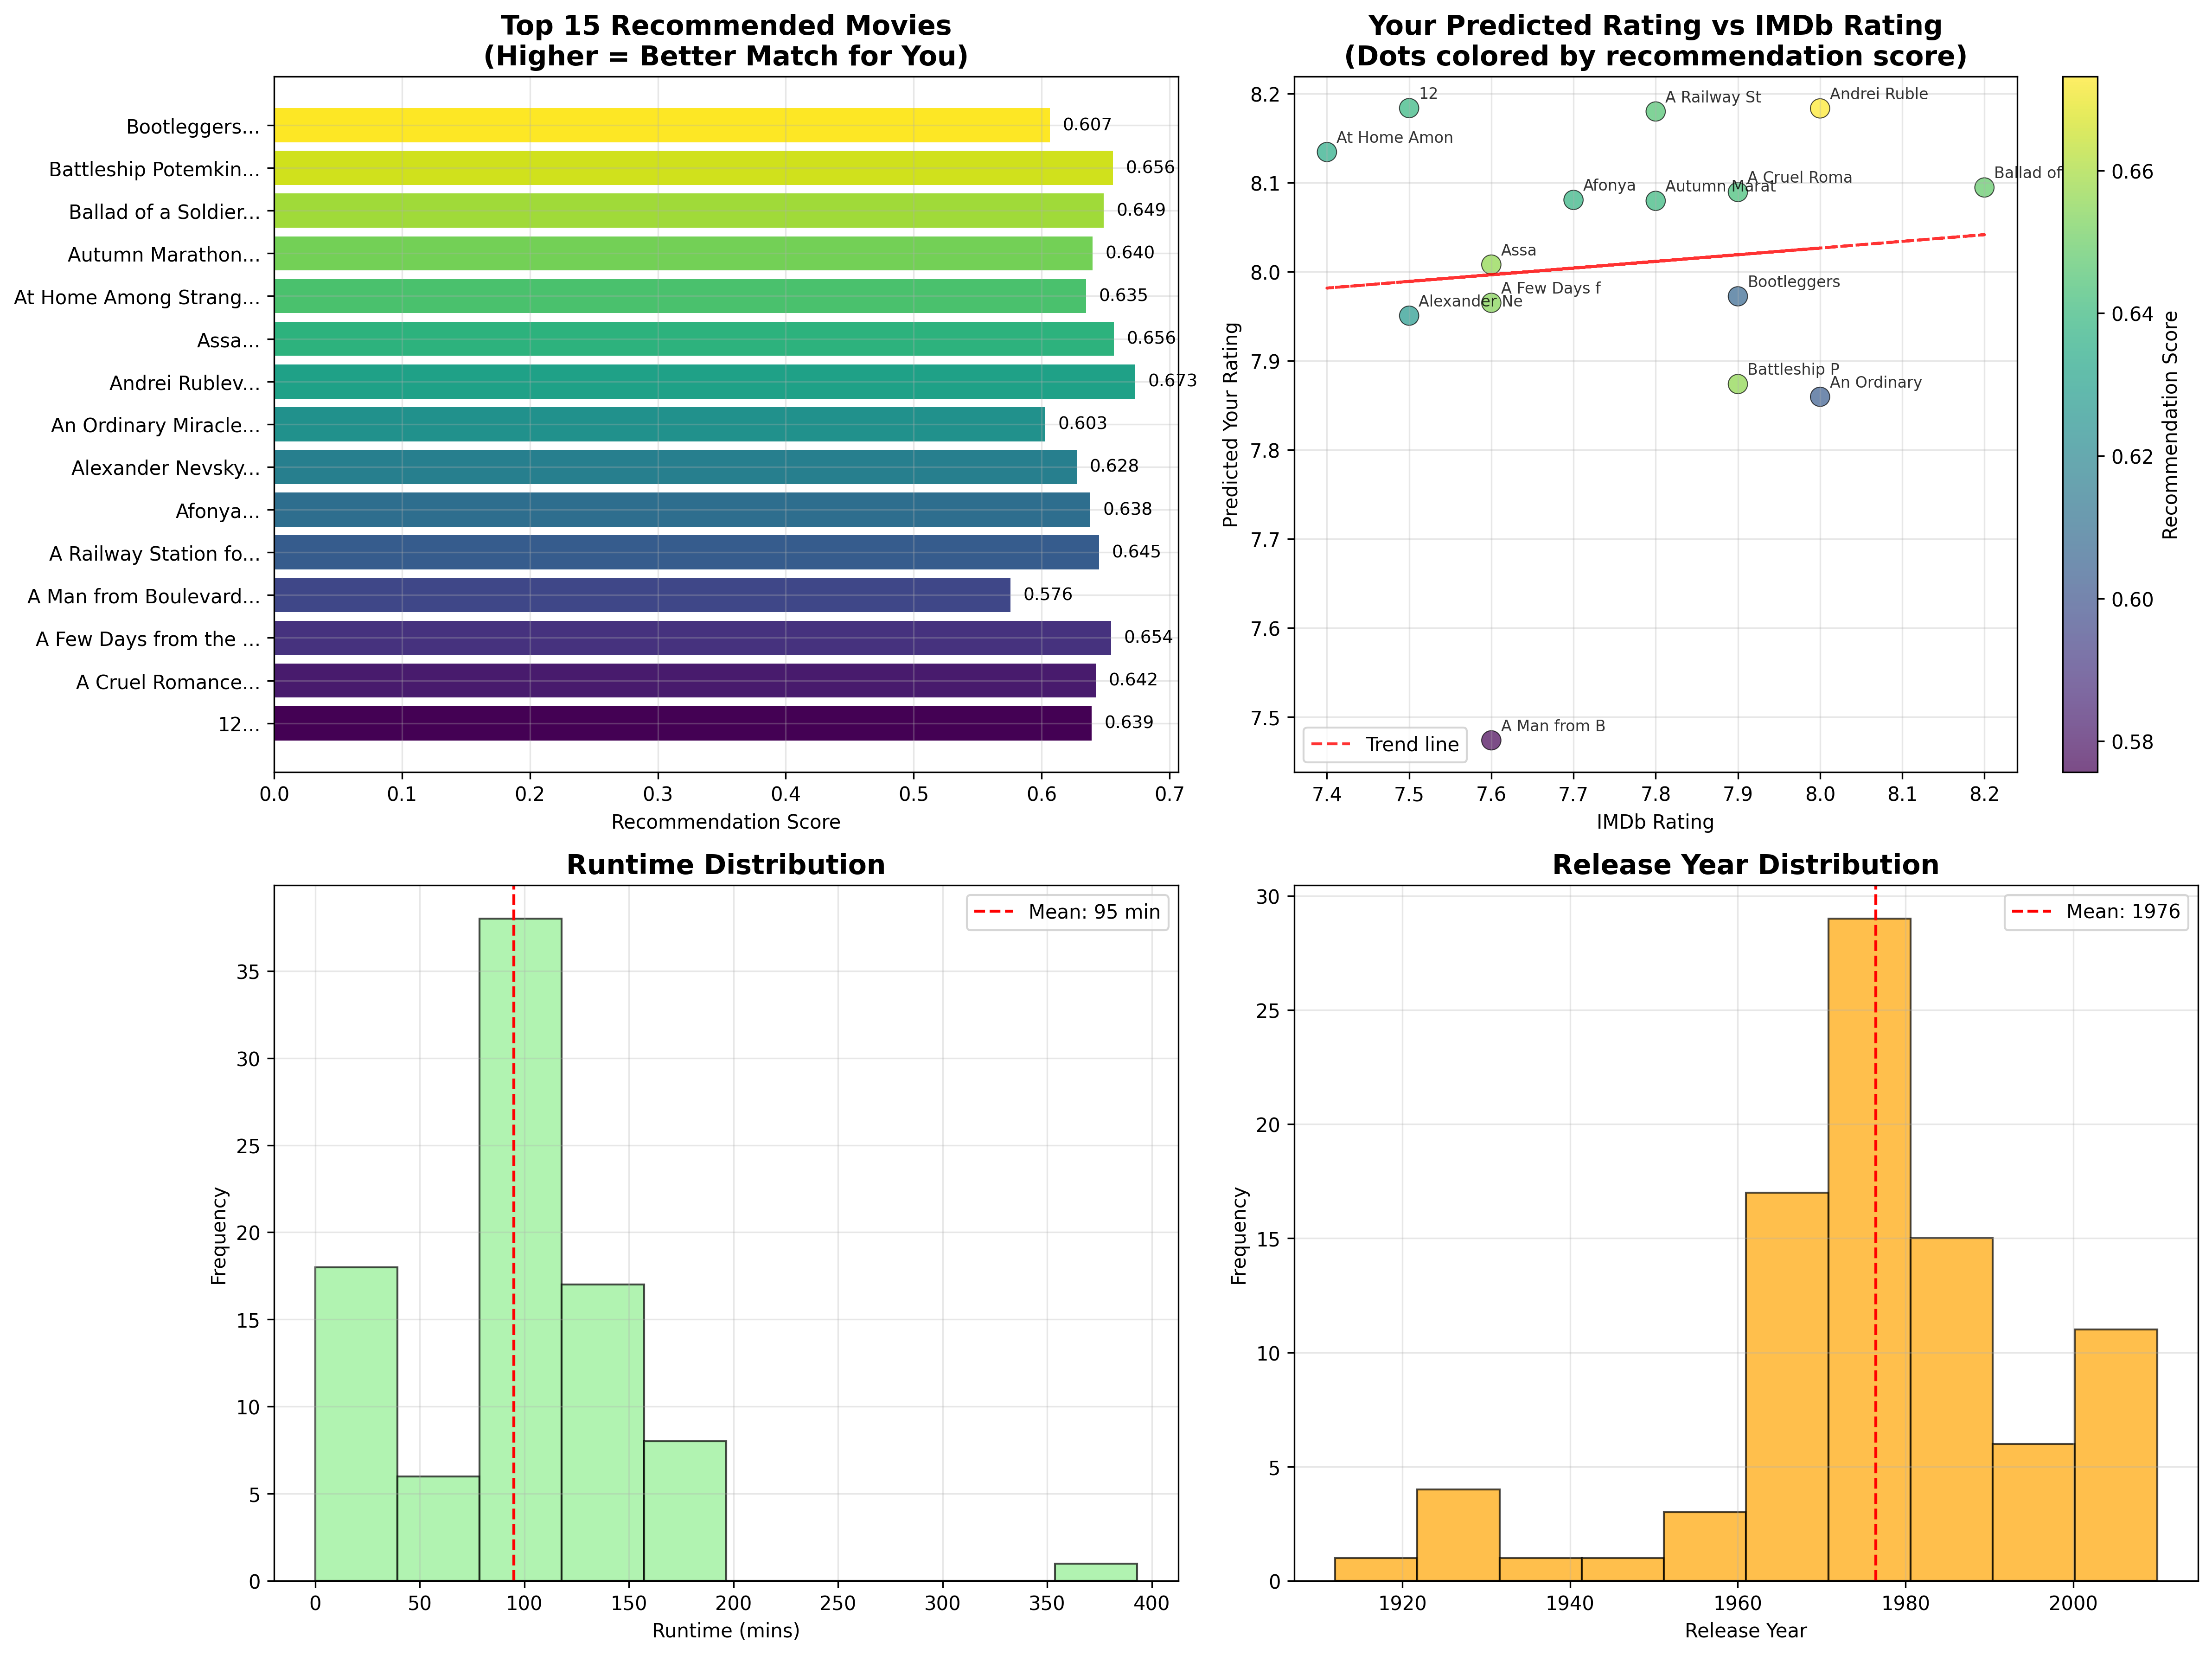 Top 15 Recommended Movies
(Higher = Better Match for You)
Bootleggers...
0.607
Battleship Potemkin...
0.656
Ballad of a Soldier...
0.649
Autumn Marathon...
0.640
At Home Among Strang...
0.635
Assa...
0.656
Andrei Rublev...
0.673
An Ordinary Miracle...
0.603
Alexander Nevsky...
0.628
Afonya...
0.638
A Railway Station fo...
0.645
A Man from Boulevard...
0.576
A Few Days from the ...
0.654
A Cruel Romance...
0.642
12...
0.639
0.0 0.1 0.2 0.3 0.4 0.5 0.6 0.7
Recommendation Score
Your Predicted Rating vs IMDb Rating
(Dots colored by recommendation score)
Predicted Your Rating
8.2
8.1
8.0
7.9
7.8
7.7
7.6
7.5
12
A Railway St
Andrei Ruble
At Home Amon
Ballad of
A Cruel Roma
Afonya
Autumn Marat
Assa
Bootleggers
A Few Days f
Alexander Ne
Battleship P
An Ordinary
A Man from B
Trend line
7.4 7.5 7.6 7.7 7.8 7.9 8.0 8.1 8.2
IMDb Rating
0.66
0.64
0.62
0.60
0.58
Recommendation Score
Runtime Distribution
Mean: 95 min
Frequency
35
30
25
20
15
10
5
0
0 50 100 150 200 250 300 350 400
Runtime (mins)
Release Year Distribution
Mean: 1976
Frequency
30
25
20
15
10
5
0
1920 1940 1960 1980 2000
Release Year